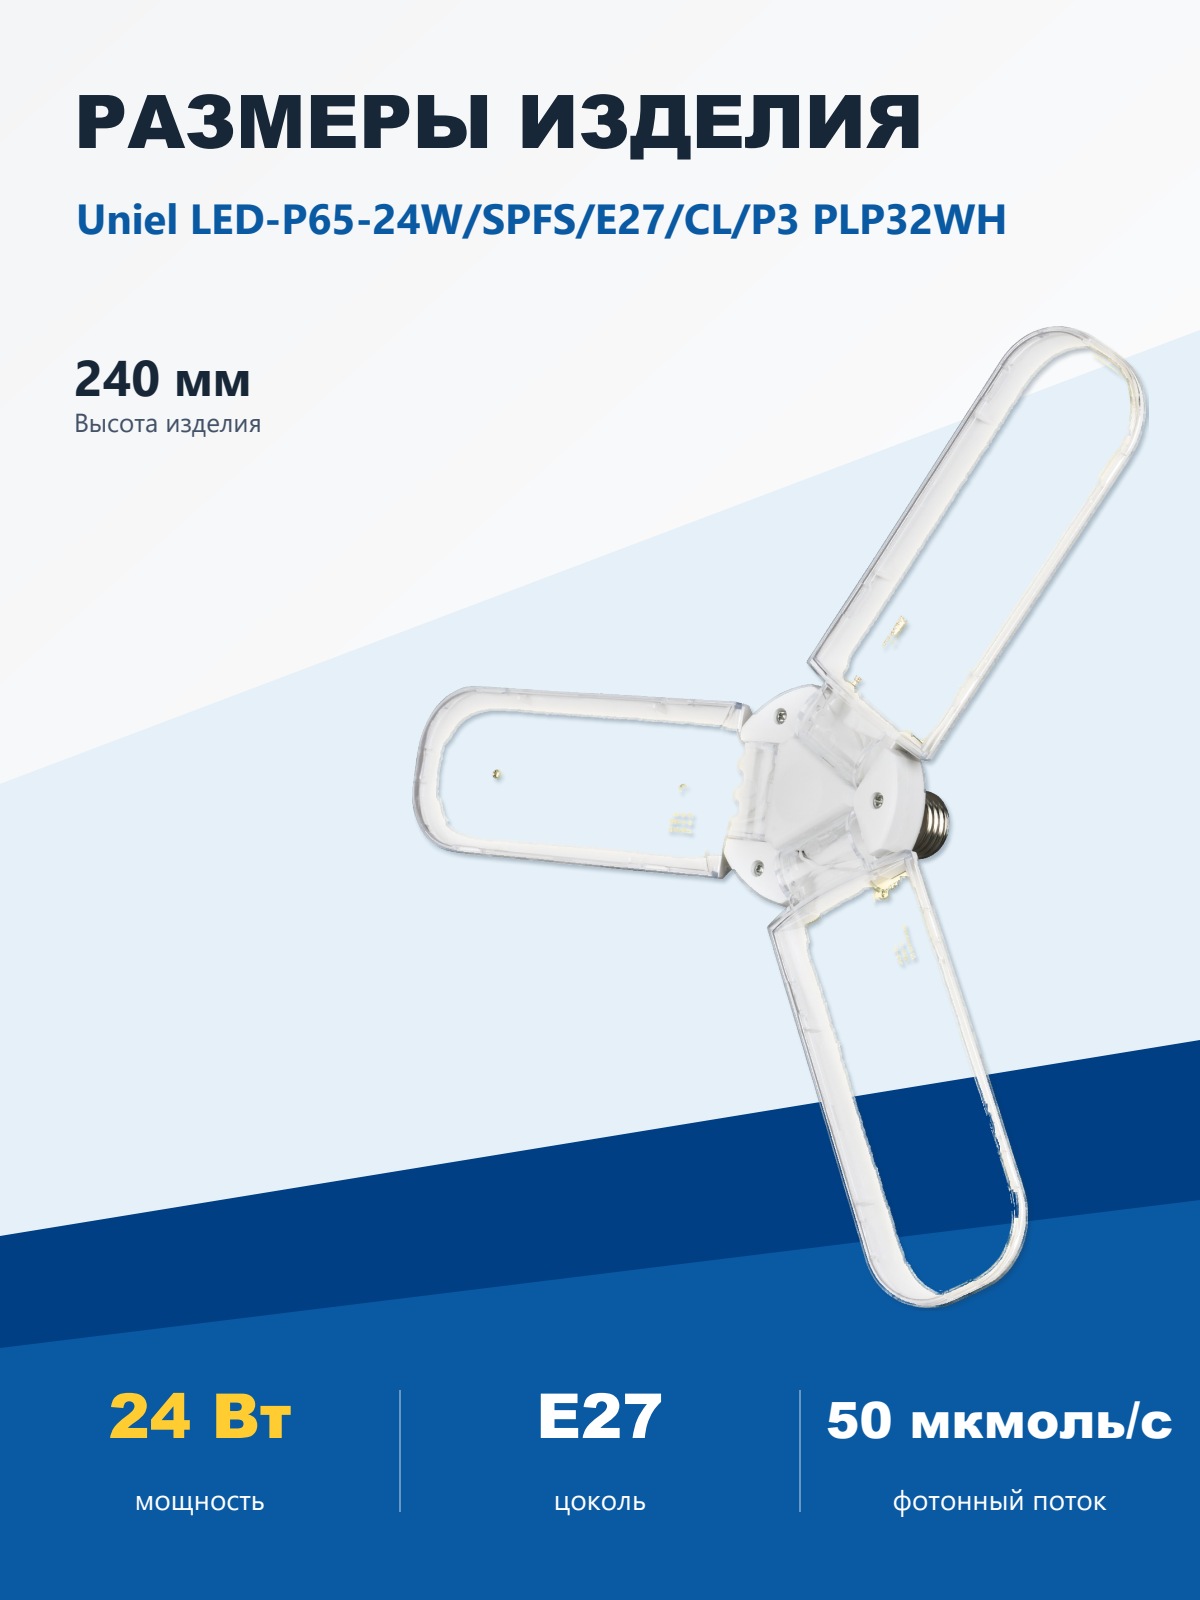 РАЗМЕРЫ ИЗДЕЛИЯ
Uniel LED-P65-24W/SPFS/E27/CL/P3 PLP32WH
240 мм
Высота изделия
24 Вт
E27
50 мкмоль/с
мощность
цоколь
фотонный поток